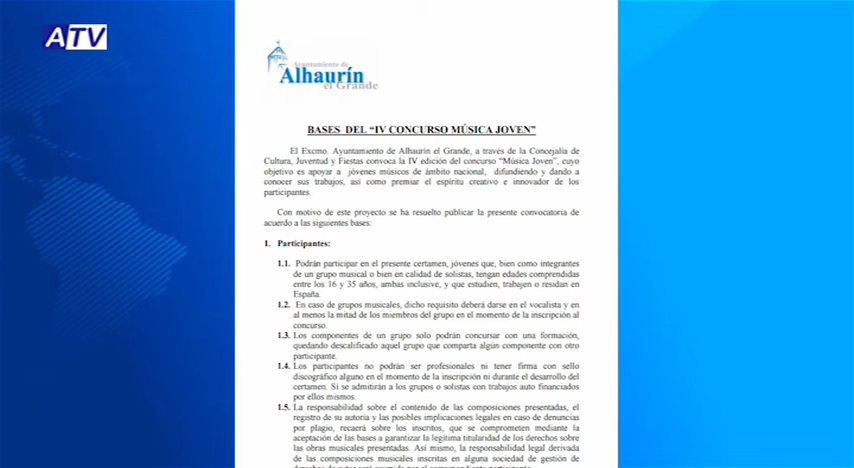 ATV
Ayuntamiento de
Alhaurín
el Grande
BASES DEL “IV CONCURSO MÚSICA JOVEN”
El Excmo. Ayuntamiento de Alhaurín el Grande, a través de la Concejalía de
Cultura, Juventud y Fiestas convoca la IV edición del concurso “Música Joven”, cuyo
objetivo es apoyar a jóvenes músicos de ámbito nacional, difundiendo y dando a
conocer sus trabajos, así como premiar el espíritu creativo e innovador de los
participantes.
Con motivo de este proyecto se ha resuelto publicar la presente convocatoria de
acuerdo a las siguientes bases:
1. Participantes:
1.1. Podrán participar en el presente certamen, jóvenes que, bien como integrantes
de un grupo musical o bien en calidad de solistas, tengan edades comprendidas
entre los 16 y 35 años, ambas inclusive, y que estudien, trabajen o residan en
España.
1.2. En caso de grupos musicales, dicho requisito deberá darse en el vocalista y en
al menos la mitad de los miembros del grupo en el momento de la inscripción al
concurso.
1.3. Los componentes de un grupo solo podrán concursar con una formación,
quedando descalificado aquel grupo que comparta algún componente con otro
participante.
1.4. Los participantes no podrán ser profesionales ni tener firma con sello
discográfico alguno en el momento de la inscripción ni durante el desarrollo del
certamen. Si se admitirán a los grupos o solistas con trabajos auto financiados
por ellos mismos.
1.5. La responsabilidad sobre el contenido de las composiciones presentadas, el
registro de su autoría y las posibles implicaciones legales en caso de denuncias
por plagio, recaerá sobre los inscritos, que se comprometen mediante la
aceptación de las bases a garantizar la legítima titularidad de los derechos sobre
las obras musicales presentadas. Así mismo, la responsabilidad legal derivada
de las composiciones musicales inscritas en alguna sociedad de gestión de